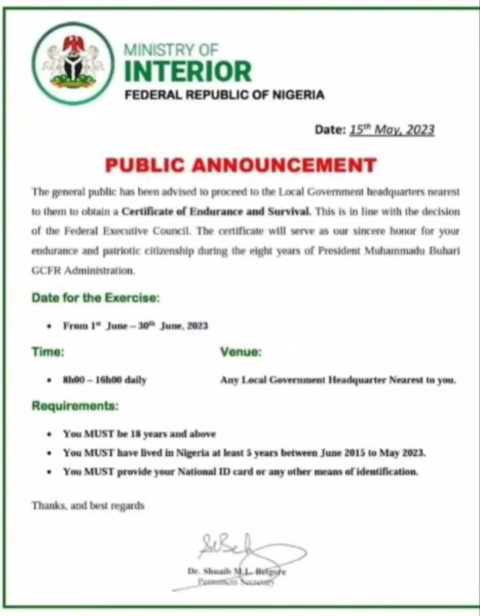 MINISTRY OF
INTERIOR
FEDERAL REPUBLIC OF NIGERIA
Date: 15th May, 2023
PUBLIC ANNOUNCEMENT
The general public has been advised to proceed to the Local Government headquarters nearest
to them to obtain a Certificate of Endurance and Survival. This is in line with the decision
of the Federal Executive Council. The certificate will serve as our sincere honor for your
endurance and patriotic citizenship during the eight years of President Muhammadu Buhari
GCFR Administration.
Date for the Exercise:
• From 1st June – 30th June, 2023
Time: Venue:
• 8h00 – 16h00 daily Any Local Government Headquarter Nearest to you.
Requirements:
• You MUST be 18 years and above
• You MUST have lived in Nigeria at least 5 years between June 2015 to May 2023.
• You MUST provide your National ID card or any other means of identification.
Thanks, and best regards
Dr. Shuaib M.L. Belgore
Permanent Secretary